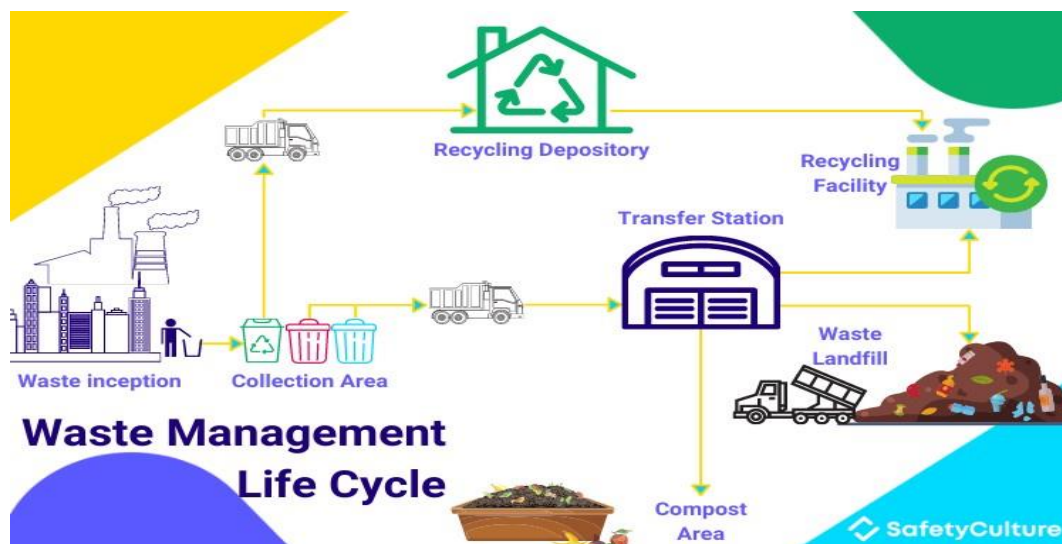 Recycling Depository
Recycling
Facility
Transfer Station
Waste inception
Collection Area
Waste
Landfill
Waste Management
Life Cycle
Compost
Area
SafetyCulture